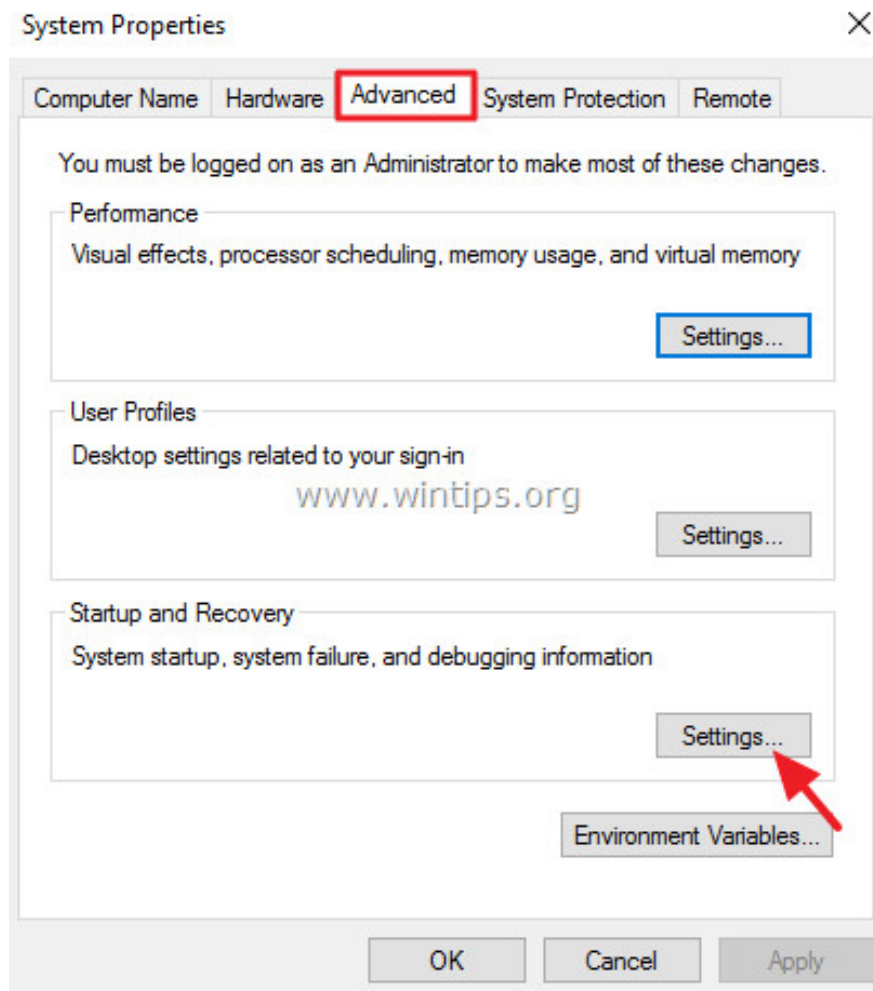 System Properties
Computer Name Hardware Advanced System Protection Remote
You must be logged on as an Administrator to make most of these changes.
Performance
Visual effects, processor scheduling, memory usage, and virtual memory
Settings...
User Profiles
Desktop settings related to your sign-in
www.wintips.org
Settings...
Startup and Recovery
System startup, system failure, and debugging information
Settings...
Environment Variables...
OK Cancel Apply